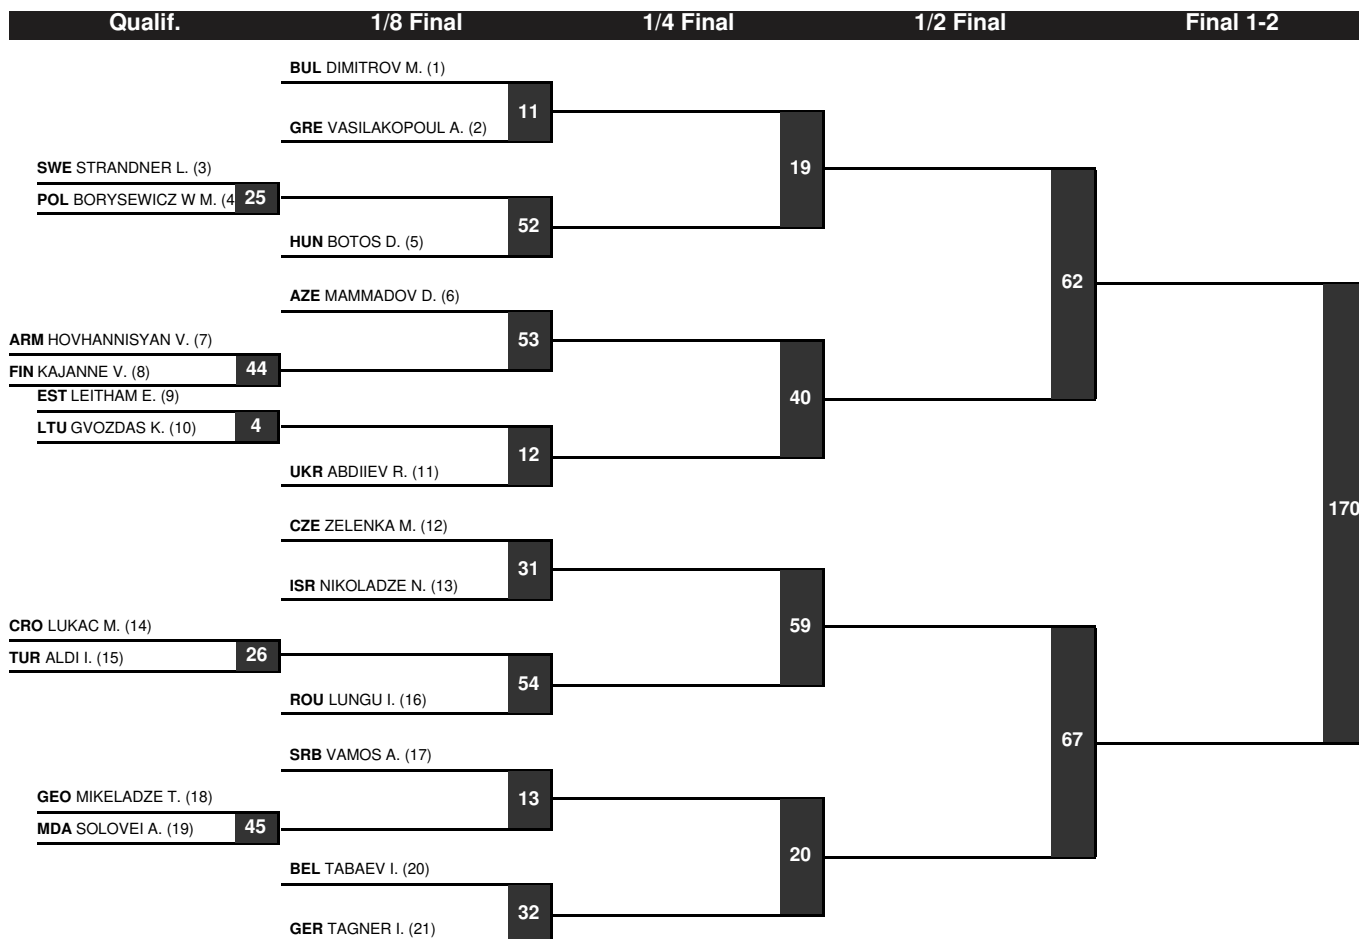 Qualif. 1/8 Final 1/4 Final 1/2 Final Final 1-2
BUL DIMITROV M. (1)
11
GRE VASILAKOPOUL A. (2)
SWE STRANDNER L. (3)
19
POL BORYSEWICZ W M. (4 25
52
HUN BOTOS D. (5)
62
AZE MAMMADOV D. (6)
ARM HOVHANNISYAN V. (7)
53
FIN KAJANNE V. (8) 44
EST LEITHAM E. (9)
40
LTU GVOZDAS K. (10) 4
12
UKR ABDIIEV R. (11)
170
CZE ZELENKA M. (12)
31
ISR NIKOLADZE N. (13)
CRO LUKAC M. (14)
59
TUR ALDI I. (15) 26
54
ROU LUNGU I. (16)
67
SRB VAMOS A. (17)
GEO MIKELADZE T. (18)
13
MDA SOLOVEI A. (19) 45
20
BEL TABAEV I. (20)
32
GER TAGNER I. (21)